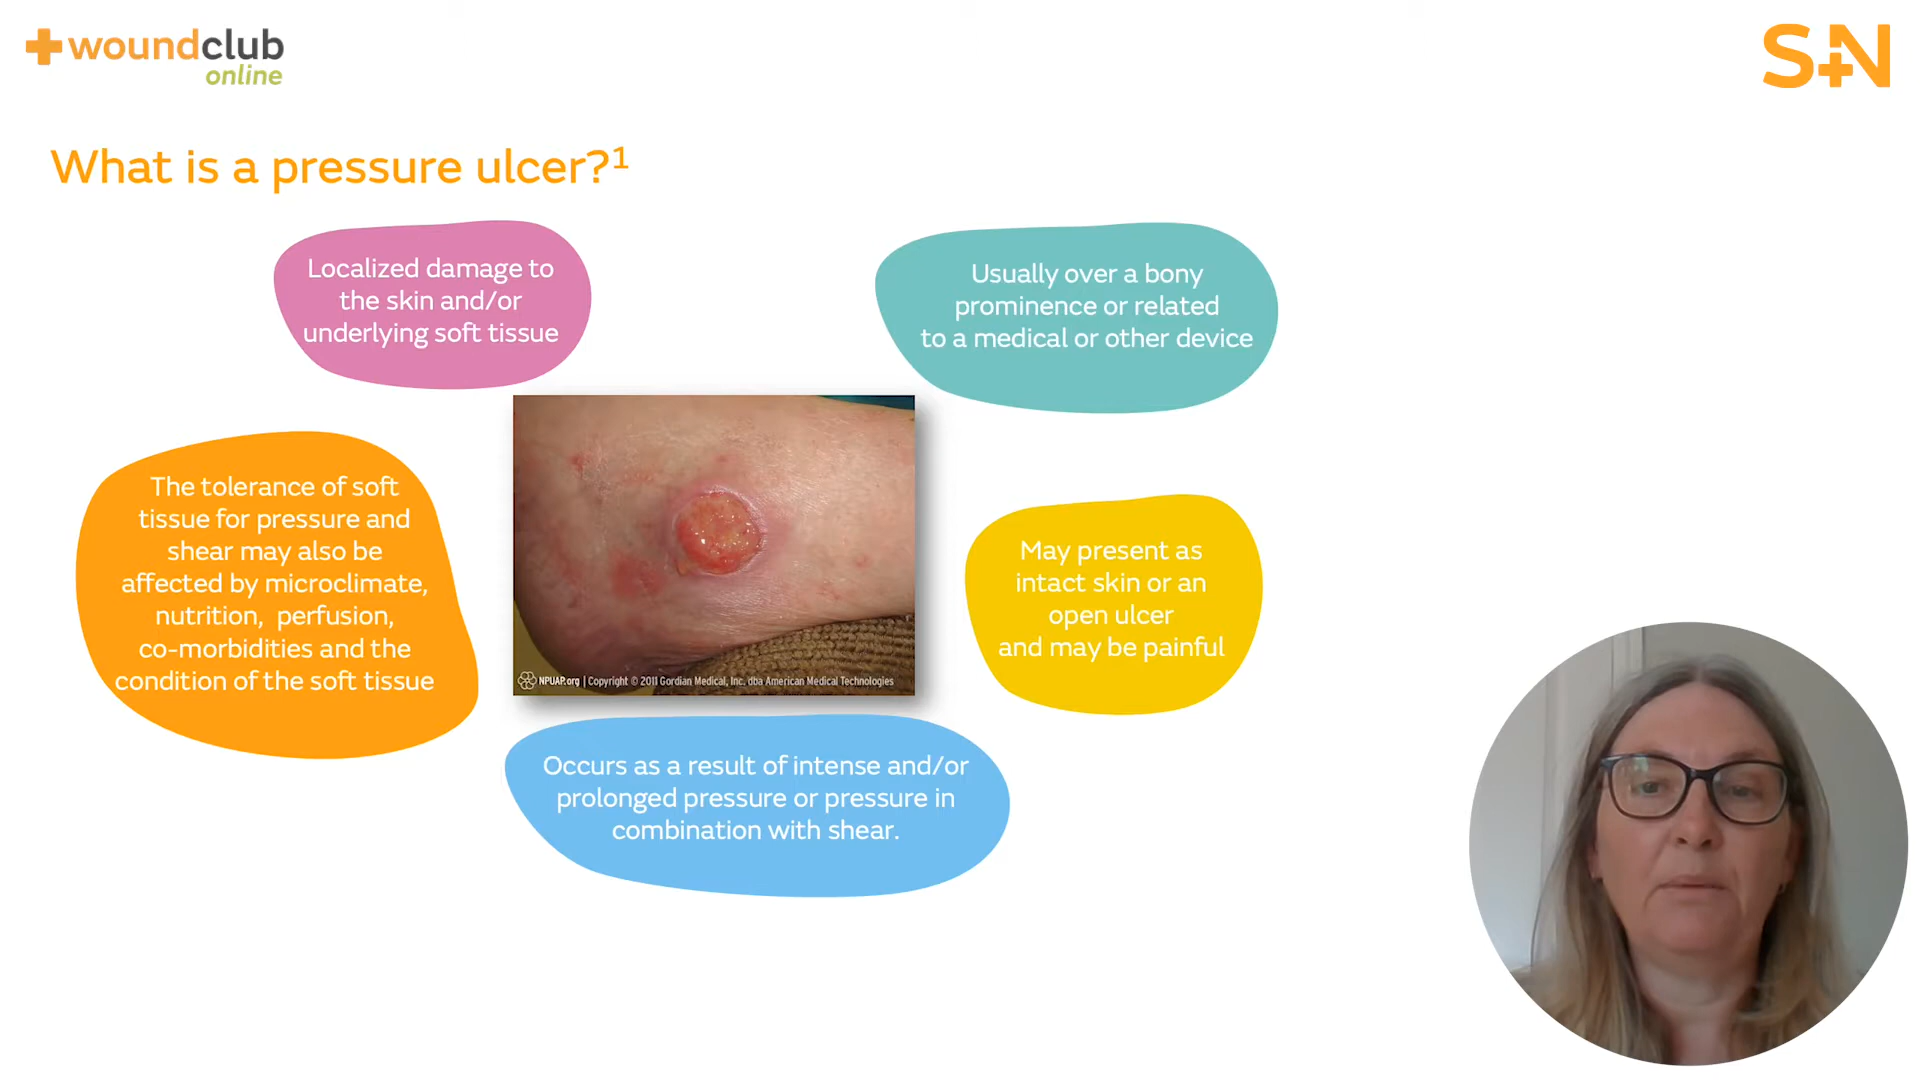 woundclub
online
S+N
What is a pressure ulcer?¹
Localized damage to
the skin and/or
underlying soft tissue
Usually over a bony
prominence or related
to a medical or other device
The tolerance of soft
tissue for pressure and
shear may also be
affected by microclimate,
nutrition, perfusion,
co-morbidities and the
condition of the soft tissue
May present as
intact skin or an
open ulcer
and may be painful
NPUAP.org | Copyright © 2011 Gordian Medical, Inc. dba American Medical Technologies
Occurs as a result of intense and/or
prolonged pressure or pressure in
combination with shear.